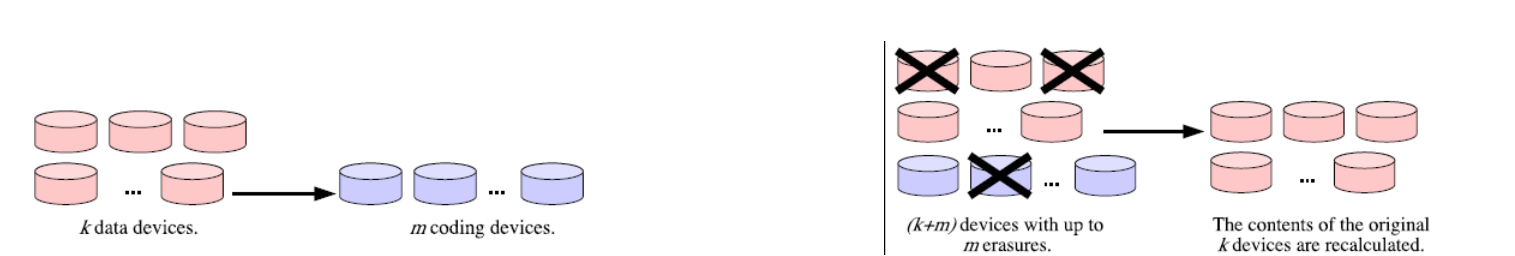 ...
...
k data devices.
m coding devices.
...
...
(k+m) devices with up to
m erasures.
...
The contents of the original
k devices are recalculated.